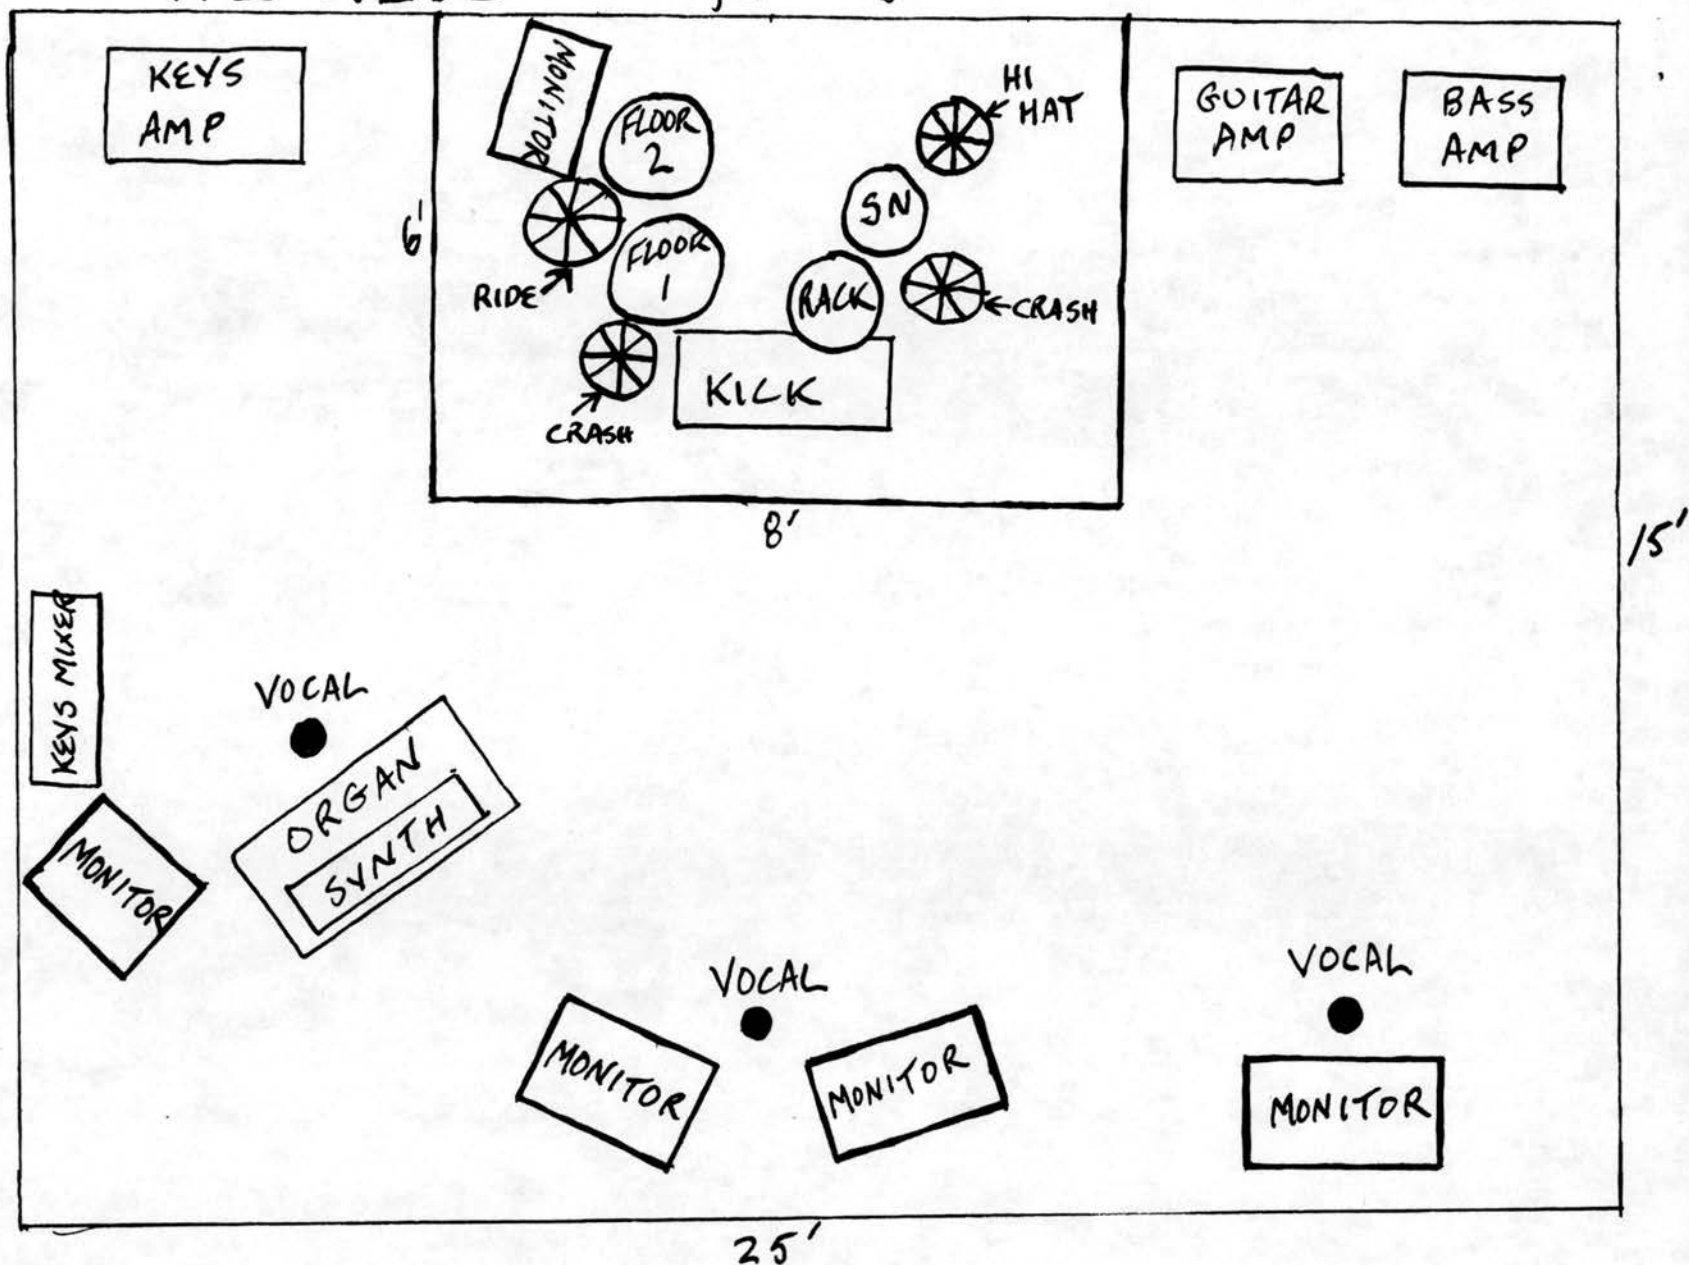 KEYS
AMP
MONITOR
FLOOR
2
HI
HAT
GUITAR
AMP
BASS
AMP
SN
6'
FLOOR
1
RIDE
RACK
CRASH
KICK
CRASH
8'
15'
KEYS MIXER
VOCAL
ORGAN
SYNTH
MONITOR
VOCAL
VOCAL
MONITOR
MONITOR
MONITOR
25'